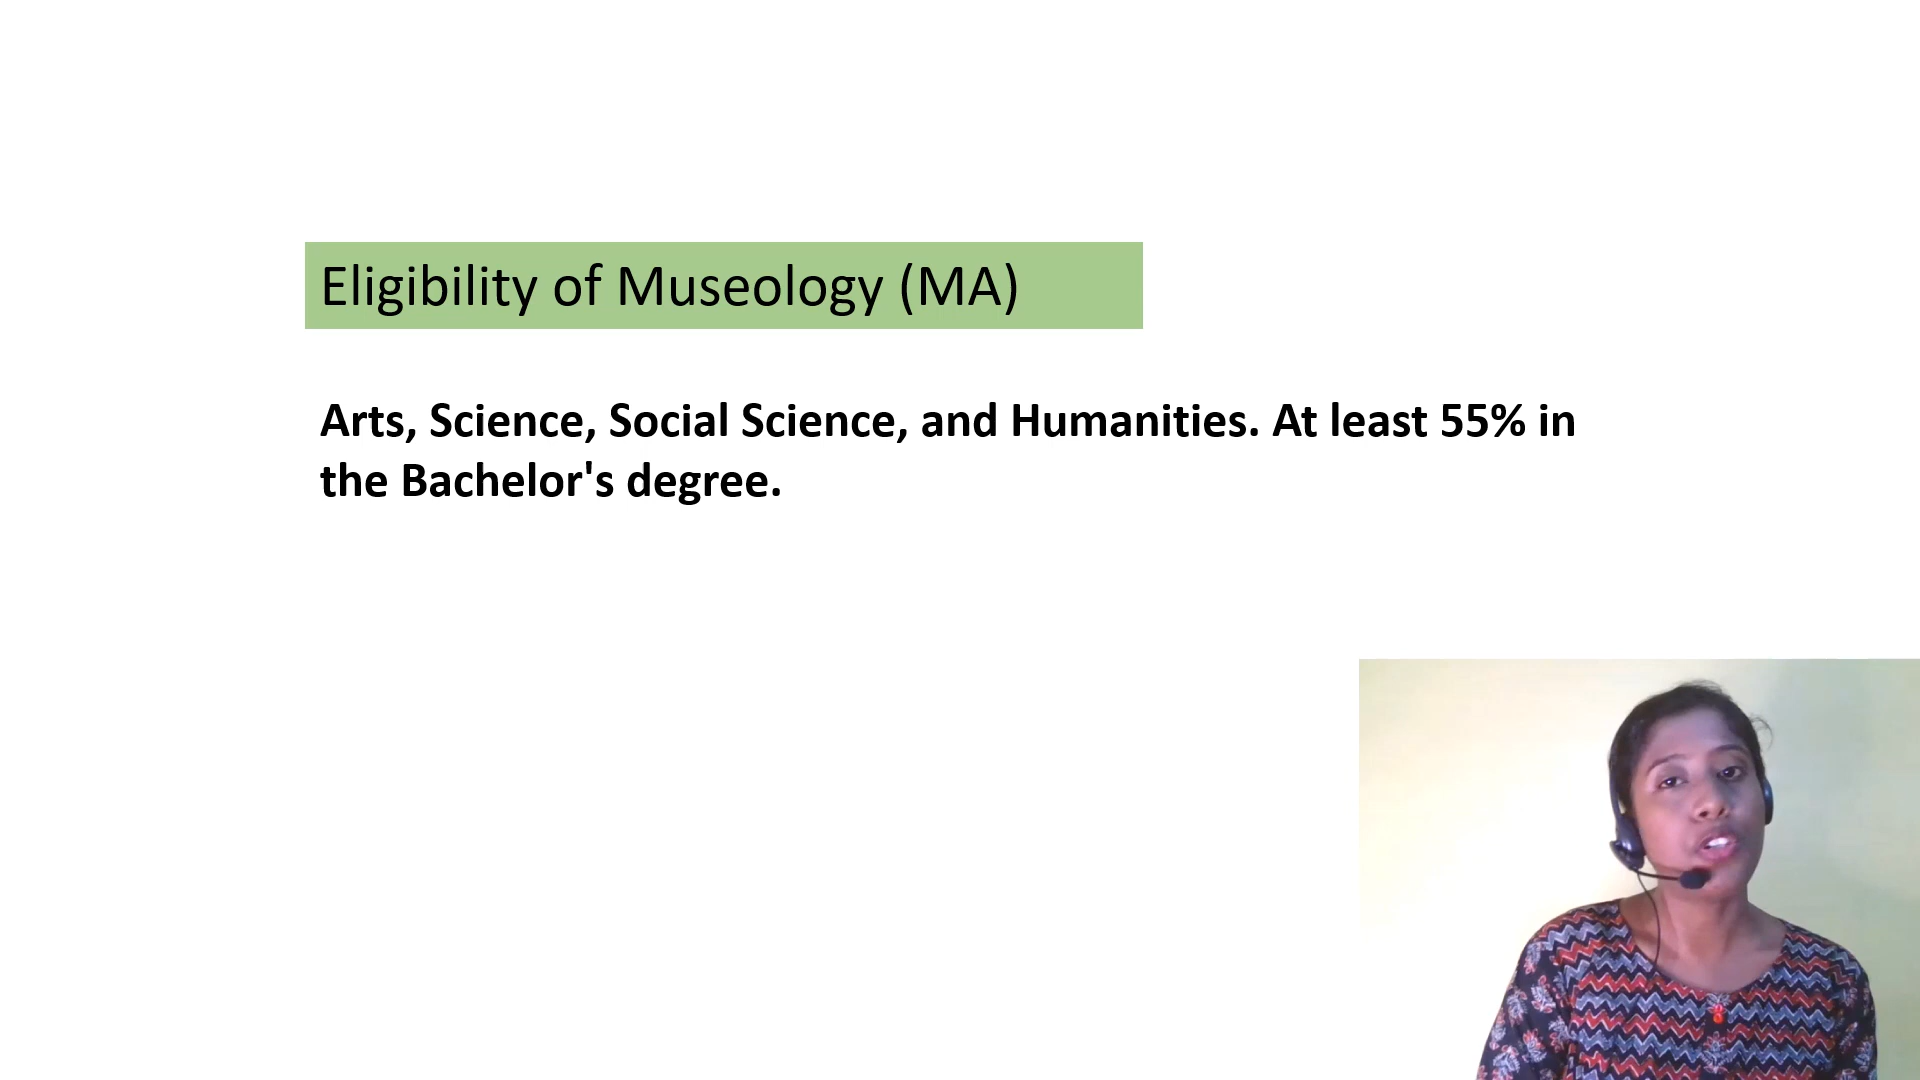 Eligibility of Museology (MA)
Arts, Science, Social Science, and Humanities. At least 55% in
the Bachelor's degree.